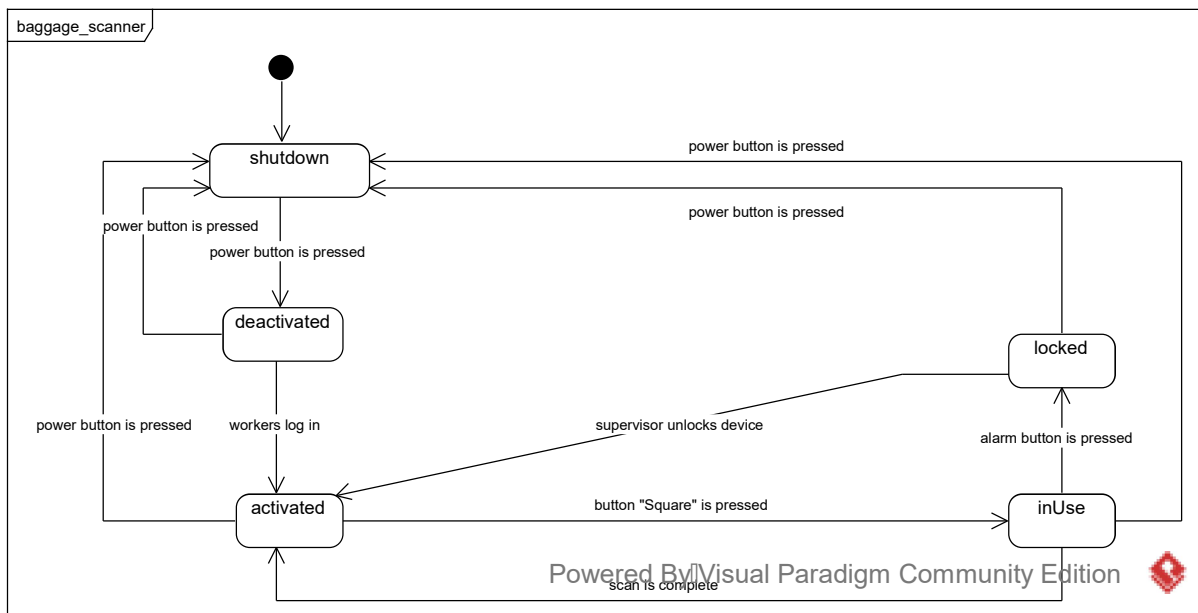 baggage_scanner
power button is pressed
shutdown
power button is pressed
power button is pressed
power button is pressed
deactivated
locked
power button is pressed
workers log in
supervisor unlocks device
alarm button is pressed
activated
button "Square" is pressed
inUse
Powered By Visual Paradigm Community Edition
scan is complete